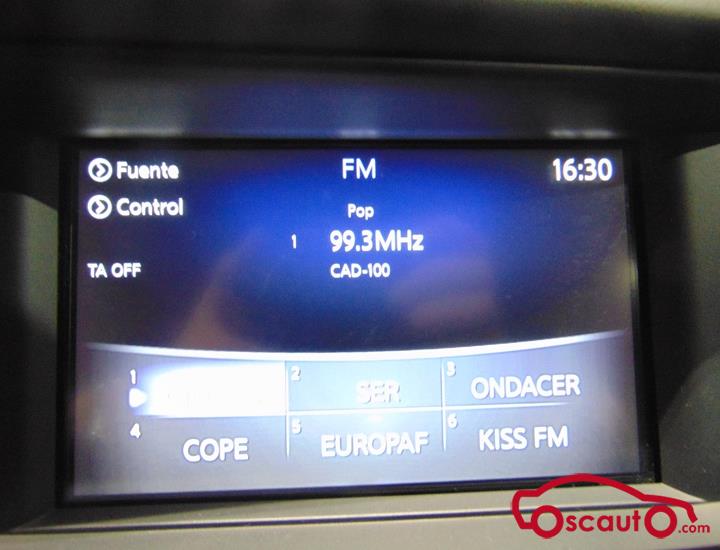 Fuente FM 16:30
Control
Pop
1 99.3MHz
TA OFF CAD-100
1 2 SER 3 ONDACER
4 COPE 5 EUROPAF 6 KISS FM
Oscauto.com